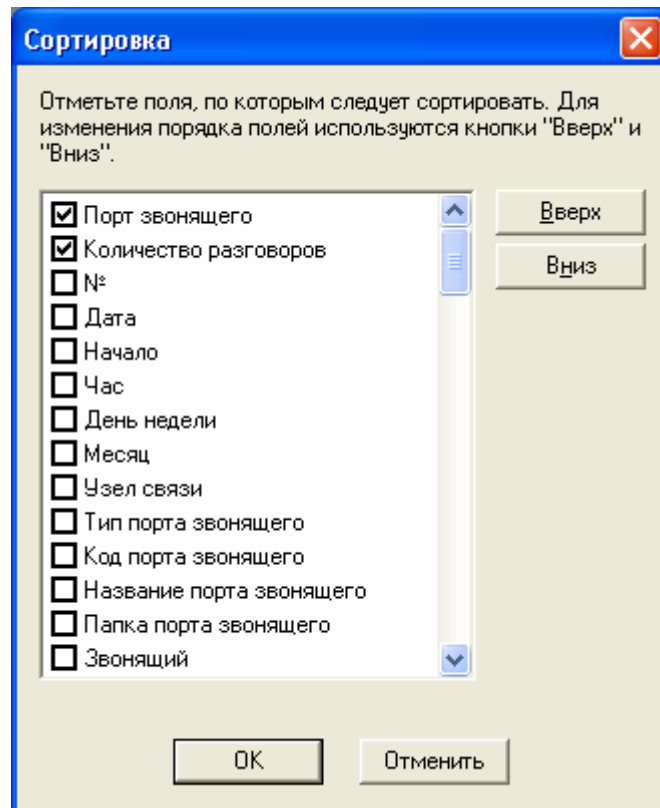 Сортировка
Отметьте поля, по которым следует сортировать. Для
изменения порядка полей используются кнопки "Вверх" и
"Вниз".
Порт звонящего
Количество разговоров
№
Дата
Начало
Час
День недели
Месяц
Узел связи
Тип порта звонящего
Код порта звонящего
Название порта звонящего
Папка порта звонящего
Звонящий
Вверх
Вниз
OK
Отменить